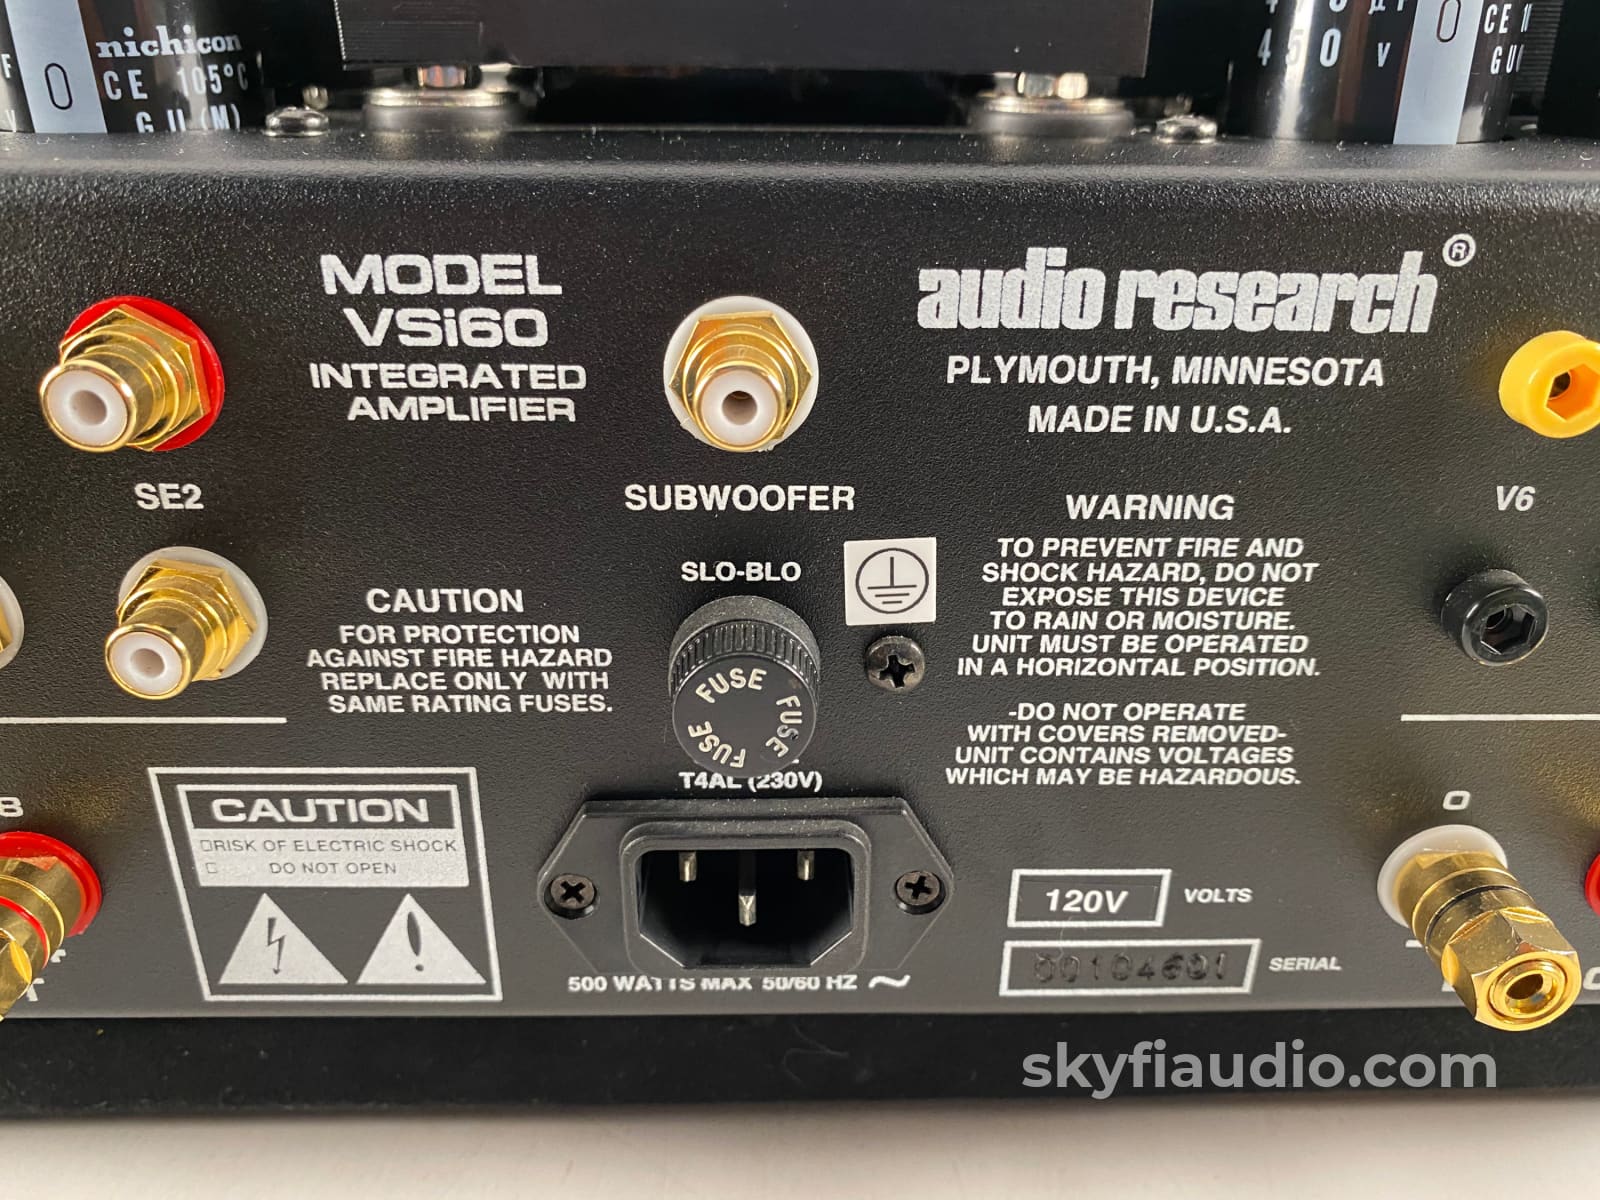 nichicon
CE 105°C
450 V
CE
0
0
MODEL
VSi60
INTEGRATED
AMPLIFIER
audio research®
PLYMOUTH, MINNESOTA
MADE IN U.S.A.
SE2
SUBWOOFER
V6
CAUTION
FOR PROTECTION
AGAINST FIRE HAZARD
REPLACE ONLY WITH
SAME RATING FUSES.
SLO-BLO
FUSE FUSE FUSE
T4AL (230V)
WARNING
TO PREVENT FIRE AND
SHOCK HAZARD, DO NOT
EXPOSE THIS DEVICE
TO RAIN OR MOISTURE.
UNIT MUST BE OPERATED
IN A HORIZONTAL POSITION.
-DO NOT OPERATE
WITH COVERS REMOVED-
UNIT CONTAINS VOLTAGES
WHICH MAY BE HAZARDOUS.
8
CAUTION
RISK OF ELECTRIC SHOCK
DO NOT OPEN
0
120V VOLTS
00104601 SERIAL
500 WATTS MAX 50/60 HZ ~
skyfiaudio.com